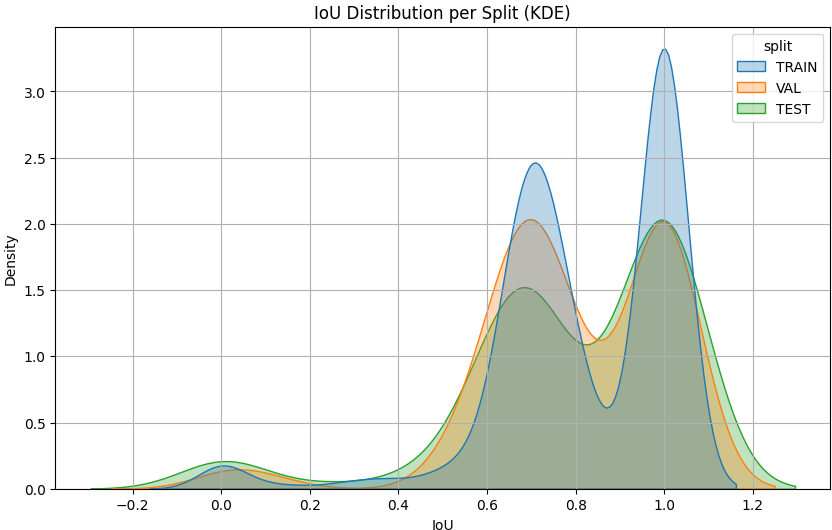 IoU Distribution per Split (KDE)
split
TRAIN
VAL
TEST
Density
3.0
2.5
2.0
1.5
1.0
0.5
0.0
−0.2 0.0 0.2 0.4 0.6 0.8 1.0 1.2
IoU